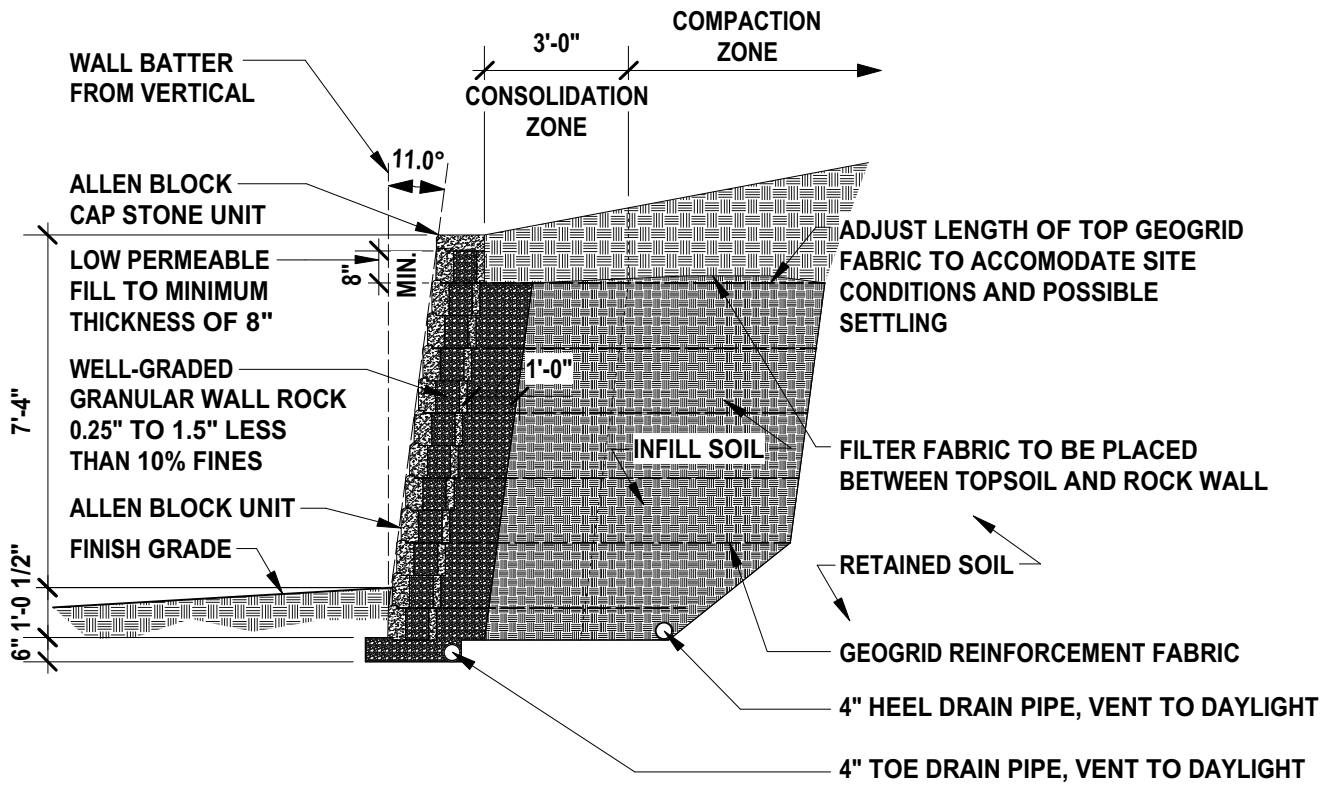 COMPACTION
ZONE
3'-0"
WALL BATTER
FROM VERTICAL
CONSOLIDATION
ZONE
11.0°
ALLEN BLOCK
CAP STONE UNIT
LOW PERMEABLE
FILL TO MINIMUM
THICKNESS OF 8"
8"
MIN.
ADJUST LENGTH OF TOP GEOGRID
FABRIC TO ACCOMODATE SITE
CONDITIONS AND POSSIBLE
SETTLING
WELL-GRADED
GRANULAR WALL ROCK
0.25" TO 1.5" LESS
THAN 10% FINES
1'-0"
7'-4"
INFILL SOIL
FILTER FABRIC TO BE PLACED
BETWEEN TOPSOIL AND ROCK WALL
ALLEN BLOCK UNIT
FINISH GRADE
RETAINED SOIL
1'-0 1/2"
6"
GEOGRID REINFORCEMENT FABRIC
4" HEEL DRAIN PIPE, VENT TO DAYLIGHT
4" TOE DRAIN PIPE, VENT TO DAYLIGHT